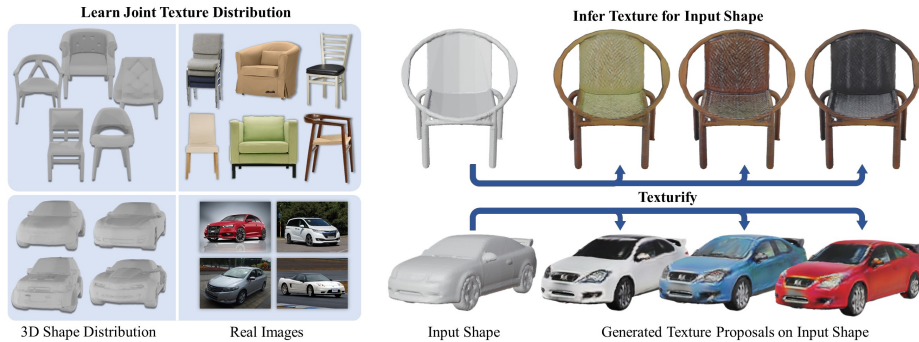 Learn Joint Texture Distribution
Infer Texture for Input Shape
Texturify
3D Shape Distribution
Real Images
Input Shape
Generated Texture Proposals on Input Shape